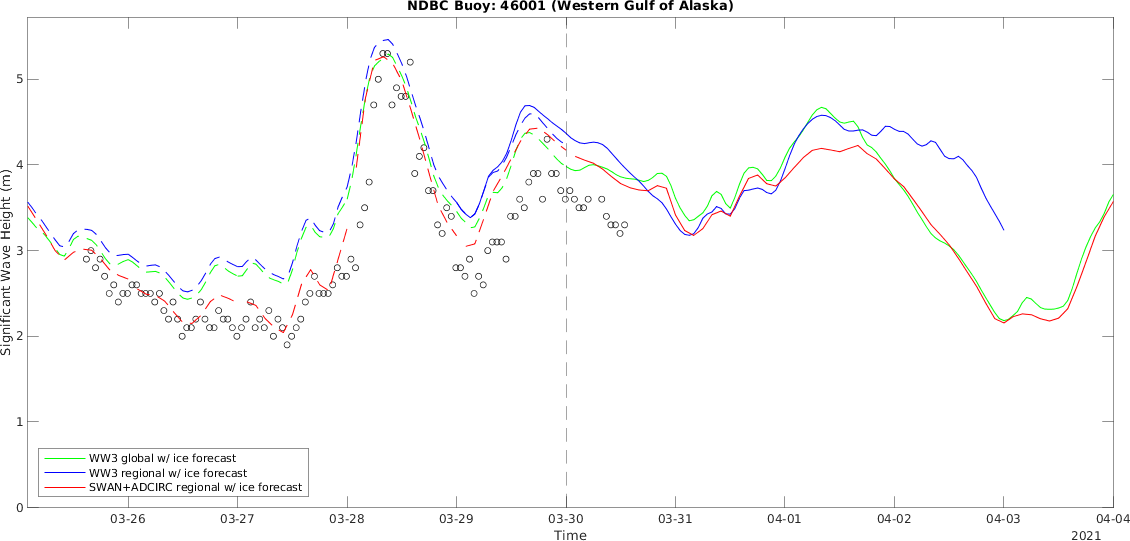 NDBC Buoy: 46001 (Western Gulf of Alaska)
Significant Wave Height (m)
5
4
3
2
1
0
WW3 global w/ ice forecast
WW3 regional w/ ice forecast
SWAN+ADCIRC regional w/ ice forecast
03-26 03-27 03-28 03-29 03-30 03-31 04-01 04-02 04-03 04-04
Time
2021